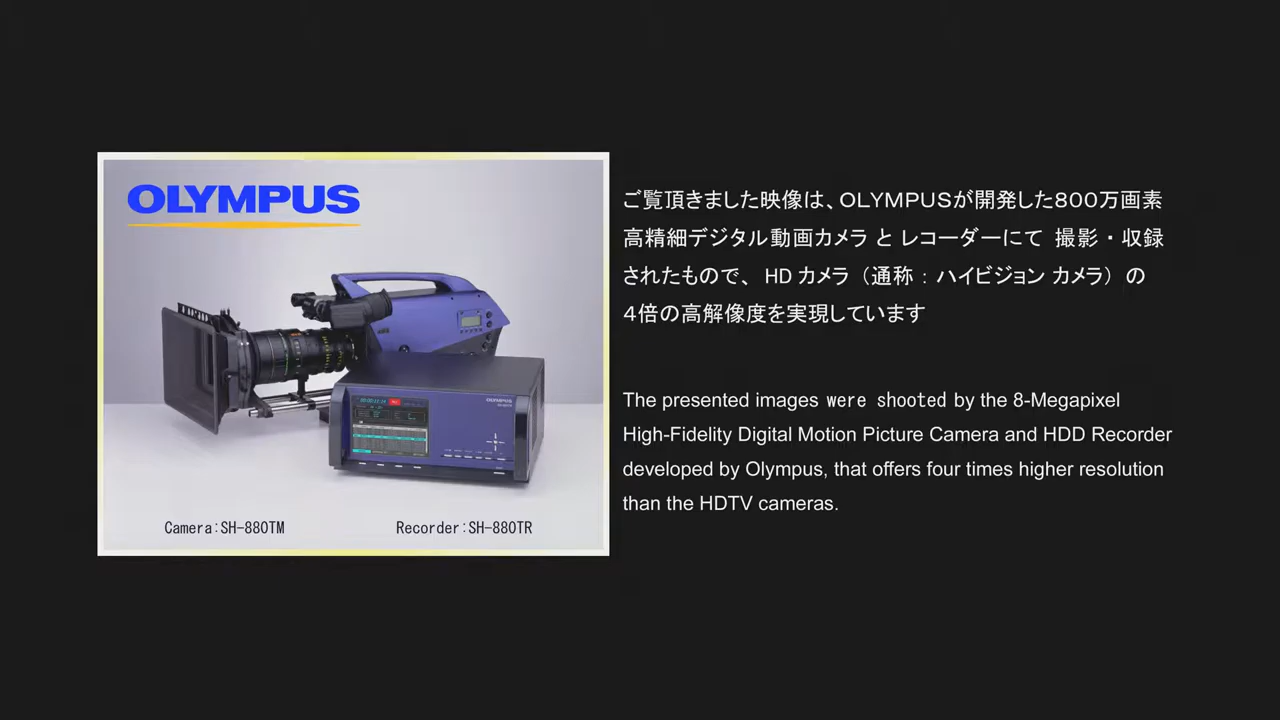 OLYMPUS
OLYMPUS
Camera:SH-880TM
Recorder:SH-880TR
ご覧頂きました映像は、OLYMPUSが開発した800万画素
高精細デジタル動画カメラ と レコーダーにて 撮影・収録
されたもので、 HD カメラ（通称：ハイビジョン カメラ）の
4倍の高解像度を実現しています
The presented images were shooted by the 8-Megapixel
High-Fidelity Digital Motion Picture Camera and HDD Recorder
developed by Olympus, that offers four times higher resolution
than the HDTV cameras.